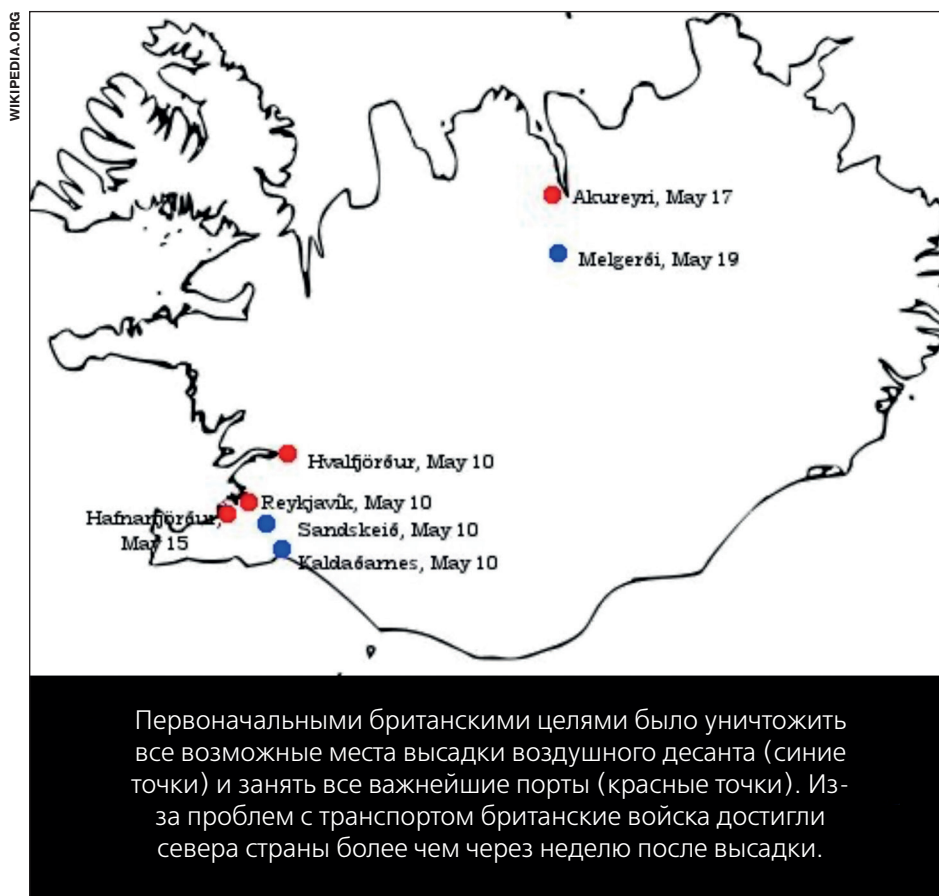 WIKIPEDIA.ORG
Akureyri, May 17
Melgerði, May 19
Hvalfjörður, May 10
Reykjavík, May 10
Hafnarfjörður,
May 15
Sandskeið, May 10
Kaldaðarnes, May 10
Первоначальными британскими целями было уничтожить
все возможные места высадки воздушного десанта (синие
точки) и занять все важнейшие порты (красные точки). Из-
за проблем с транспортом британские войска достигли
севера страны более чем через неделю после высадки.